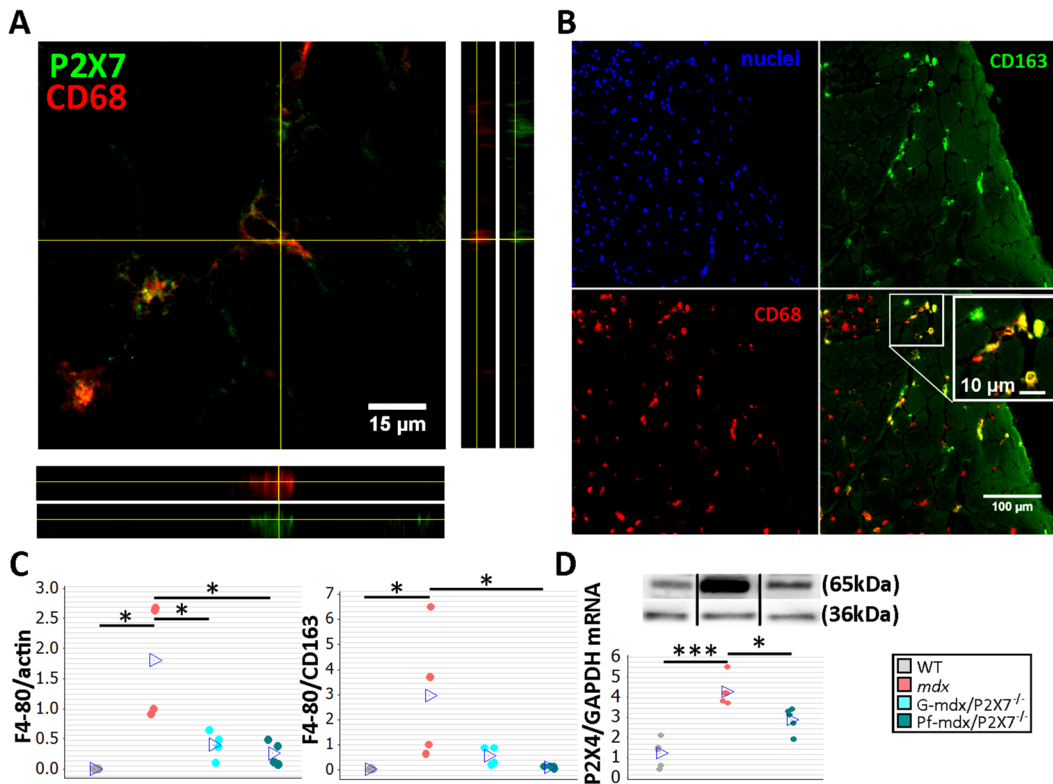 A
B
P2X7
CD68
15 µm
nuclei
CD163
CD68
10 µm
100 µm
C
F4-80/actin
3.0
2.5
2.0
1.5
1.0
0.5
0.0
*
*
*
F4-80/CD163
7
6
5
4
3
2
1
0
*
*
D
(65kDa)
(36kDa)
P2X4/GAPDH mRNA
6
5
4
3
2
1
0
***
*
WT
mdx
G-mdx/P2X7-/-
Pf-mdx/P2X7-/-